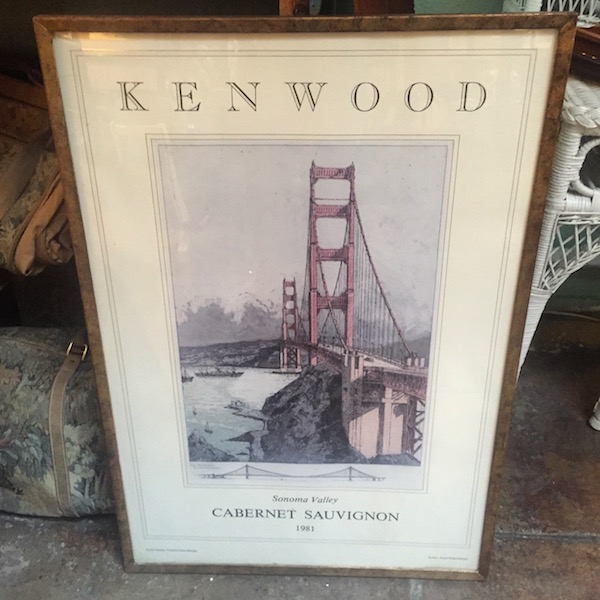 KENWOOD
Sonoma Valley
CABERNET SAUVIGNON
1981